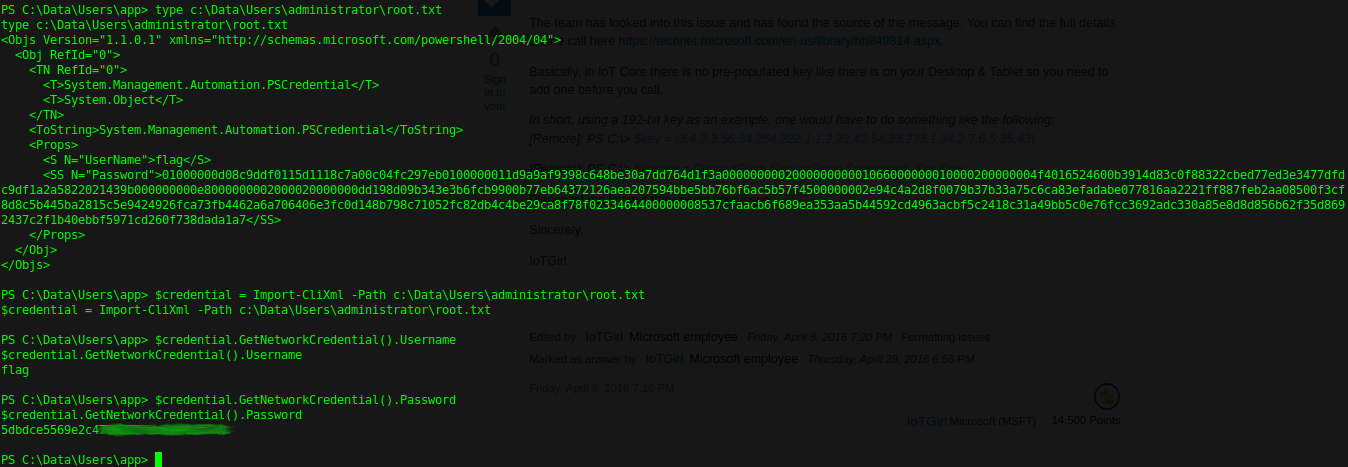 PS C:\Data\Users\app> type c:\Data\Users\administrator\root.txt
type c:\Data\Users\administrator\root.txt
<Objs Version="1.1.0.1" xmlns="http://schemas.microsoft.com/powershell/2004/04">
<Obj RefId="0">
<TN RefId="0">
<T>System.Management.Automation.PSCredential</T>
<T>System.Object</T>
</TN>
<ToString>System.Management.Automation.PSCredential</ToString>
<Props>
<S N="UserName">flag</S>
<SS N="Password">01000000d08c9ddf0115d1118c7a00c04fc297eb0100000011d9a9af9398c648be30a7dd764d1f3a000000000200000000001066000000010000200000004f4016524600b3914d83c0f88322cbed77ed3e3477dfd
c9df1a2a5822021439b000000000e8000000002000020000000dd198d09b343e3b6fcb9900b77eb64372126aea207594bbe5bb76bf6ac5b57f4500000002e94c4a2d8f0079b37b33a75c6ca83efadabe077816aa2221ff887feb2aa08500f3cf
8d8c5b445ba2815c5e9424926fca73fb4462a6a706406e3fc0d148b798c71052fc82db4c4be29ca8f78f0233464400000008537cfaacb6f689ea353aa5b44592cd4963acbf5c2418c31a49bb5c0e76fcc3692adc330a85e8d8d856b62f35d869
2437c2f1b40ebbf5971cd260f738dada1a7</SS>
</Props>
</Obj>
</Objs>
PS C:\Data\Users\app> $credential = Import-CliXml -Path c:\Data\Users\administrator\root.txt
$credential = Import-CliXml -Path c:\Data\Users\administrator\root.txt
PS C:\Data\Users\app> $credential.GetNetworkCredential().Username
$credential.GetNetworkCredential().Username
flag
PS C:\Data\Users\app> $credential.GetNetworkCredential().Password
$credential.GetNetworkCredential().Password
5dbdce5569e2c4
PS C:\Data\Users\app>
0
Sign
in to
vote
The team has looked into this issue and has found the source of the message. You can find the full details
call here https://technet.microsoft.com/en-us/library/hh849814.aspx.
Basically, in IoT Core there is no pre-populated key like there is on your Desktop & Tablet so you need to
add one before you call.
In short, using a 192-bit key as an example, one would have to do something like the following:
[Remote]: PS C:\> $key = (3,4,2,3,56,34,254,222,1,1,2,23,42,54,33,233,1,34,2,7,6,5,35,43)
Sincerely,
IoTGirl
Edited by IoTGirl Microsoft employee Friday, April 8, 2016 7:20 PM Formatting issues
Marked as answer by IoTGirl Microsoft employee Thursday, April 28, 2016 6:56 PM
Friday, April 8, 2016 7:16 PM
IoTGirl Microsoft (MSFT) 14,500 Points